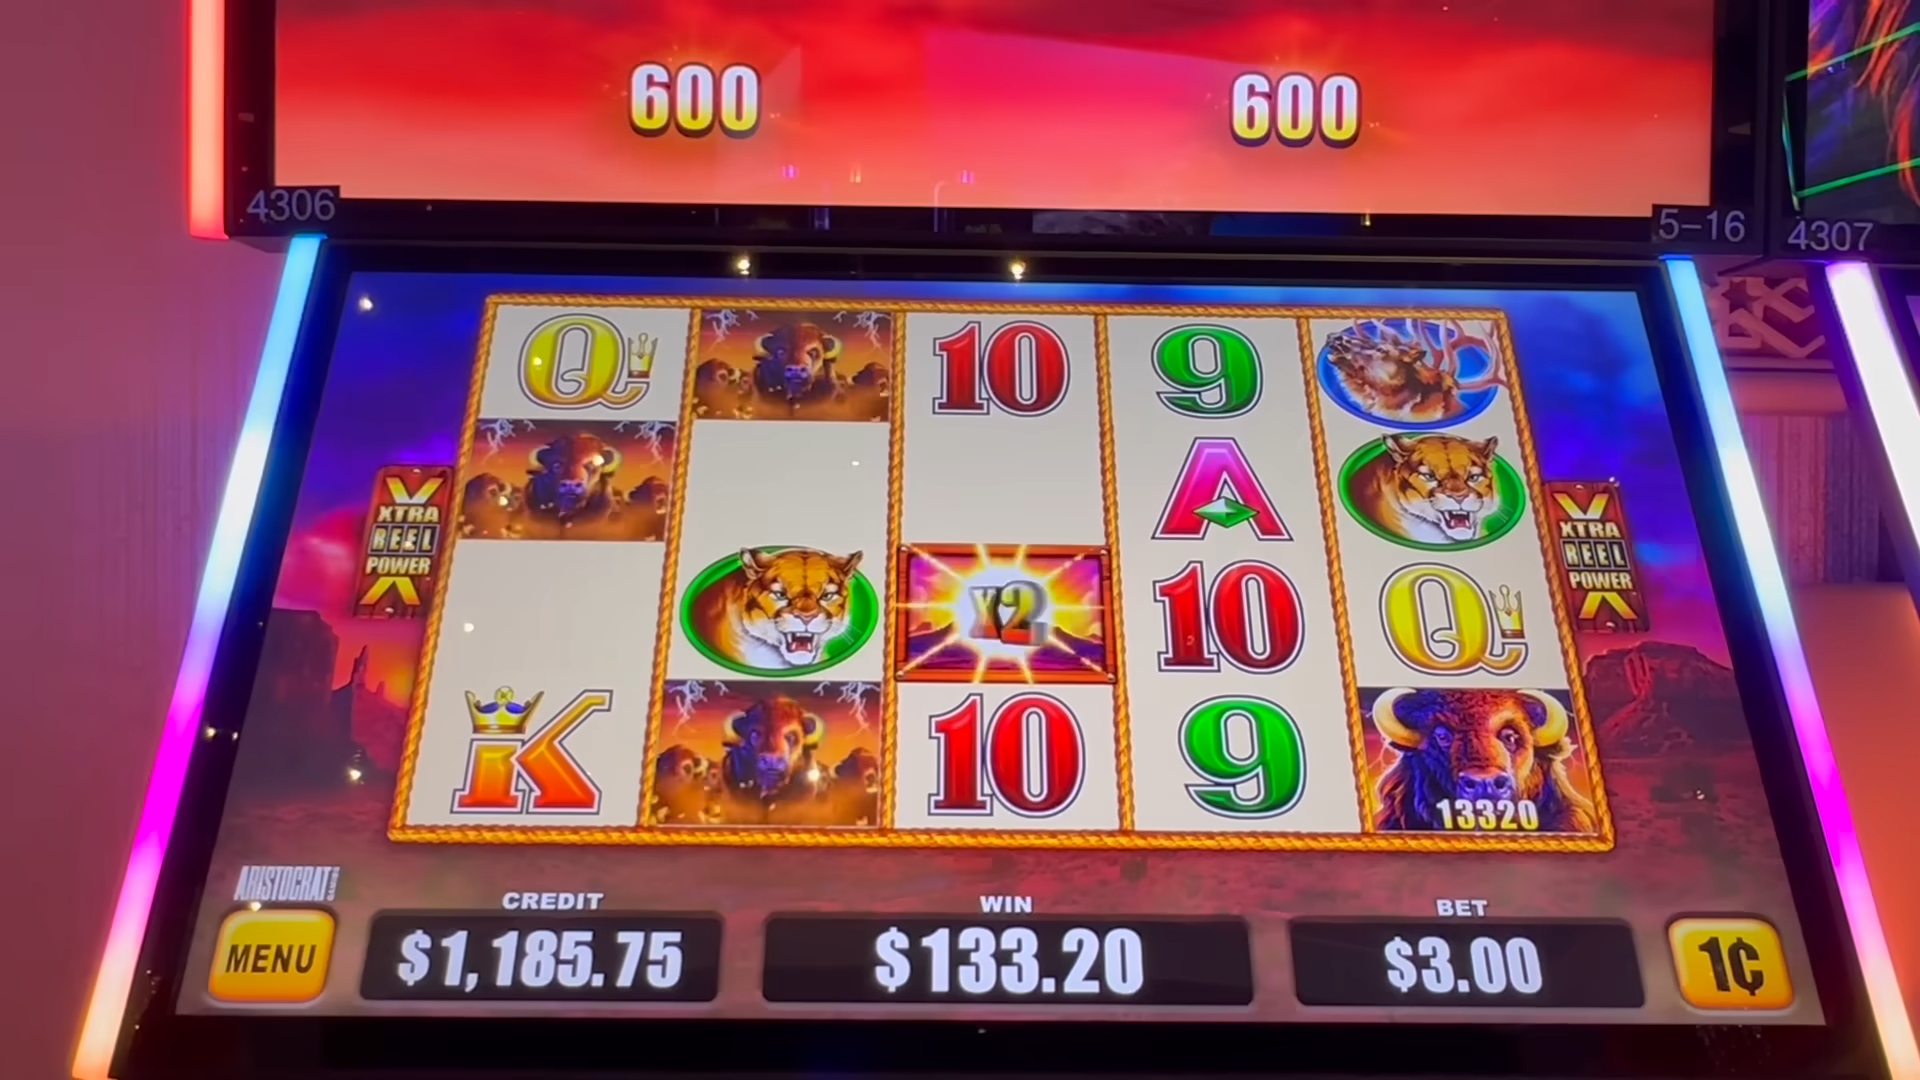 600 600
4306
5-16
4307
Q 10 9
A
XTRA
REEL
POWER
X2 10 Q
XTRA
REEL
POWER
K 10 9
13320
ARISTOCRAT
CREDIT WIN BET
MENU $1,185.75 $133.20 $3.00 1¢